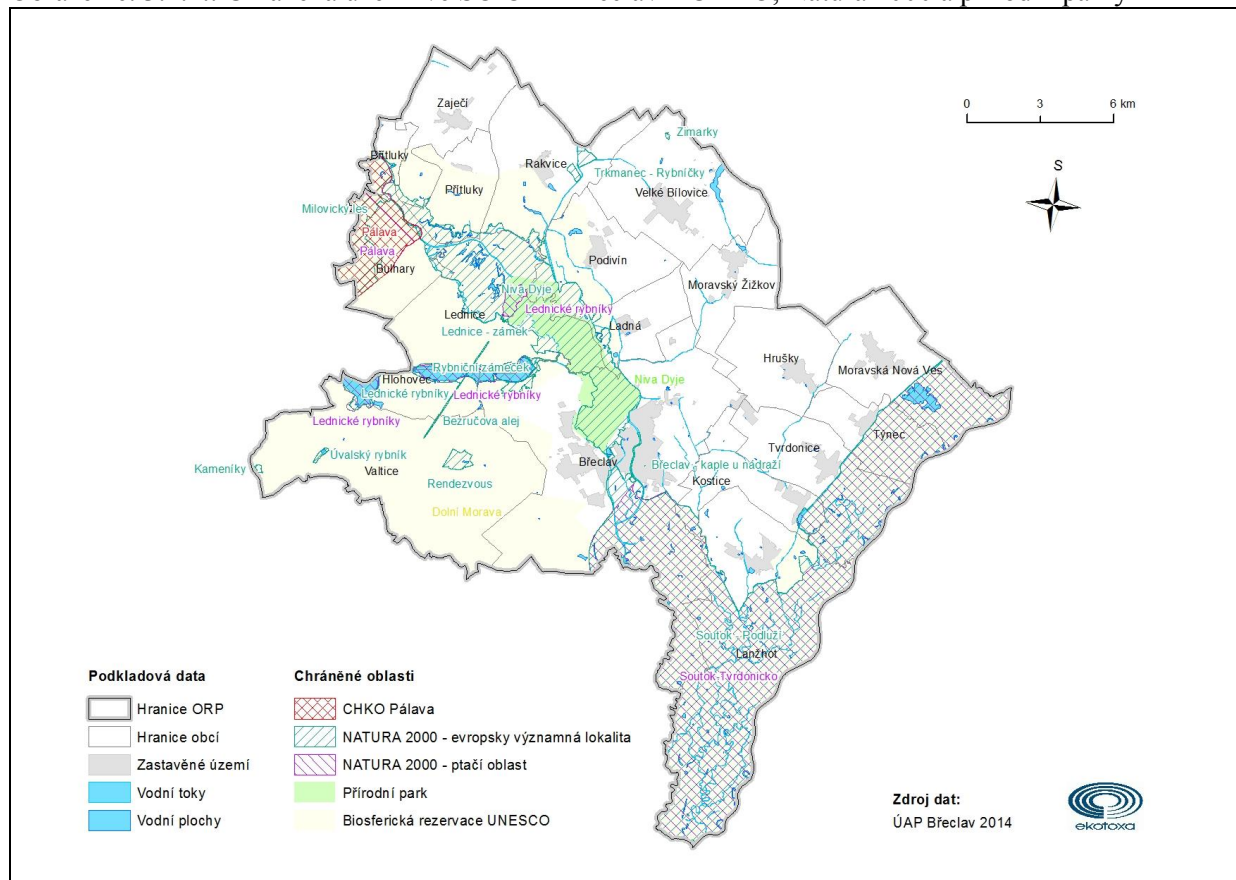 Zaječí
Zimarky
0 3 6 km
Přítluky
Rakvice
Trkmanec - Rybníčky
S
Přítluky
Velké Bílovice
Milovický les
Pálava
Pálava
Podivín
Bulhary
Moravský Žižkov
Niva Dyje
Lednické rybníky
Lednice
Ladná
Lednice - zámek
Hrušky
Rybniční zámeček
Moravská Nová Ves
Hlohovec
Niva Dyje
Lednické rybníky
Lednické rybníky
Lednické rybníky
Bezručova alej
Týnec
Tvrdonice
Úvalský rybník
Břeclav
Břeclav - kaple u nádraží
Kameníky
Valtice
Kostice
Rendezvous
Dolní Morava
Soutok - Podluží
Lanžhot
Soutok-Tvrdonicko
Podkladová data
Hranice ORP
Hranice obcí
Zastavěné území
Vodní toky
Vodní plochy
Chráněné oblasti
CHKO Pálava
NATURA 2000 - evropsky významná lokalita
NATURA 2000 - ptačí oblast
Přírodní park
Biosferická rezervace UNESCO
Zdroj dat:
ÚAP Břeclav 2014
ekotoxa